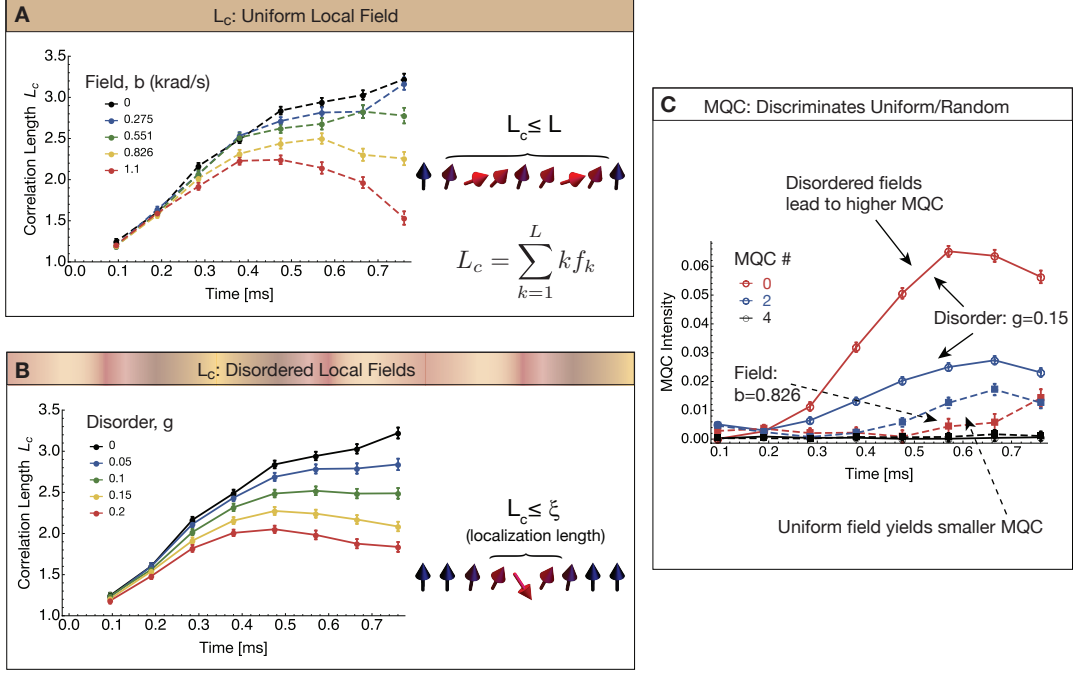 A
L_c: Uniform Local Field
Correlation Length L_c
3.5
3.0
2.5
2.0
1.5
1.0
Field, b (krad/s)
0
0.275
0.551
0.826
1.1
0.0 0.1 0.2 0.3 0.4 0.5 0.6 0.7
Time [ms]
L_c ≤ L
L_c = \sum_{k=1}^{L} k f_k
B
L_c: Disordered Local Fields
Correlation Length L_c
3.5
3.0
2.5
2.0
1.5
1.0
Disorder, g
0
0.05
0.1
0.15
0.2
0.0 0.1 0.2 0.3 0.4 0.5 0.6 0.7
Time [ms]
L_c ≤ ξ
(localization length)
C
MQC: Discriminates Uniform/Random
Disordered fields
lead to higher MQC
MQC Intensity
0.06
0.05
0.04
0.03
0.02
0.01
0.00
MQC #
0
2
4
Disorder: g=0.15
Field:
b=0.826
0.1 0.2 0.3 0.4 0.5 0.6 0.7
Time [ms]
Uniform field yields smaller MQC